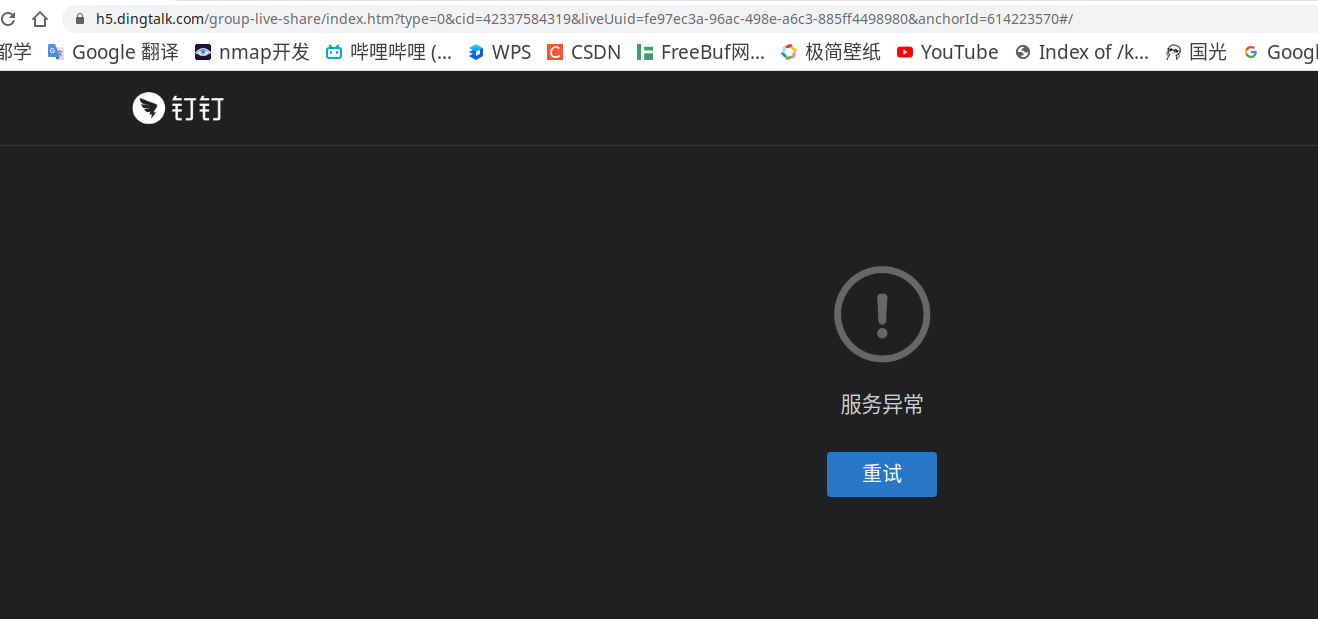 h5.dingtalk.com/group-live-share/index.htm?type=0&cid=42337584319&liveUuid=fe97ec3a-96ac-498e-a6c3-885ff4498980&anchorId=614223570#/
都学 Google 翻译 nmap开发 哔哩哔哩 (... WPS CSDN FreeBuf网... 极简壁纸 YouTube Index of /k... 国光 Googl
钉钉
服务异常
重试